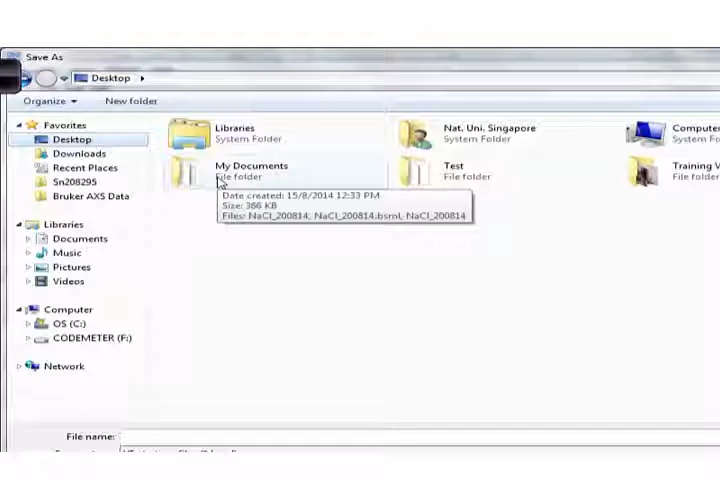 Save As
Desktop
Organize
New folder
Favorites
Desktop
Downloads
Recent Places
Sn208295
Bruker AXS Data
Libraries
Documents
Music
Pictures
Videos
Computer
OS (C:)
CODEMETER (F:)
Network
Libraries
System Folder
Nat. Uni. Singapore
System Folder
Computer
System Folder
My Documents
File folder
Test
File folder
Training V
File folder
Date created: 15/8/2014 12:33 PM
Size: 366 KB
Files: NaCl_200814, NaCl_200814.bsml, NaCl_200814
File name: